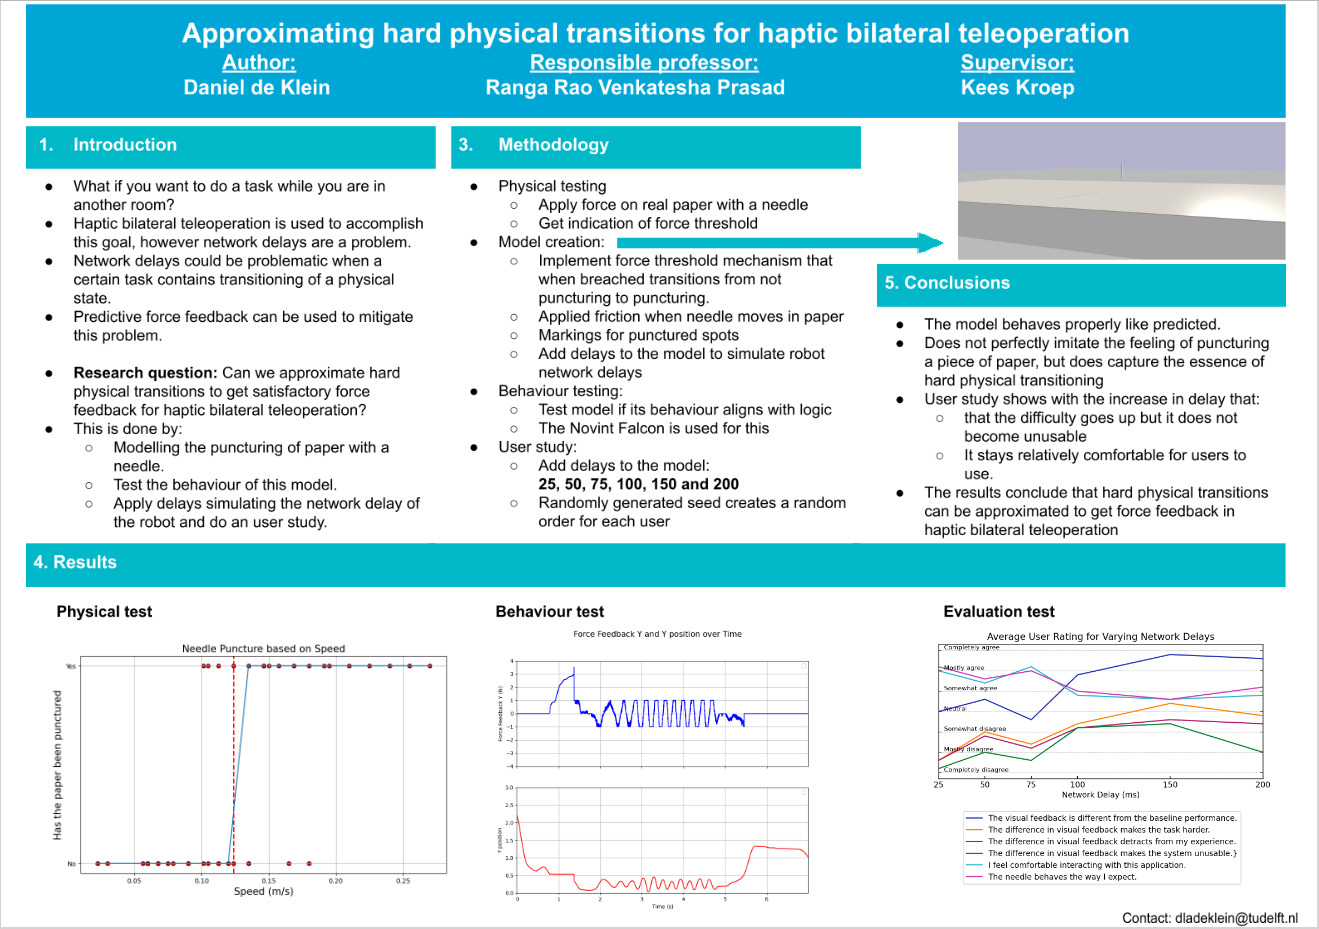 Approximating hard physical transitions for haptic bilateral teleoperation
Author:
Daniel de Klein
Responsible professor:
Ranga Rao Venkatesha Prasad
Supervisor;
Kees Kroep
1. Introduction
● What if you want to do a task while you are in
another room?
● Haptic bilateral teleoperation is used to accomplish
this goal, however network delays are a problem.
● Network delays could be problematic when a
certain task contains transitioning of a physical
state.
● Predictive force feedback can be used to mitigate
this problem.
● Research question: Can we approximate hard
physical transitions to get satisfactory force
feedback for haptic bilateral teleoperation?
● This is done by:
○ Modelling the puncturing of paper with a
needle.
○ Test the behaviour of this model.
○ Apply delays simulating the network delay of
the robot and do an user study.
3. Methodology
● Physical testing
○ Apply force on real paper with a needle
○ Get indication of force threshold
● Model creation:
○ Implement force threshold mechanism that
when breached transitions from not
puncturing to puncturing.
○ Applied friction when needle moves in paper
○ Markings for punctured spots
○ Add delays to the model to simulate robot
network delays
● Behaviour testing:
○ Test model if its behaviour aligns with logic
○ The Novint Falcon is used for this
● User study:
○ Add delays to the model:
25, 50, 75, 100, 150 and 200
○ Randomly generated seed creates a random
order for each user
5. Conclusions
● The model behaves properly like predicted.
● Does not perfectly imitate the feeling of puncturing
a piece of paper, but does capture the essence of
hard physical transitioning
● User study shows with the increase in delay that:
○ that the difficulty goes up but it does not
become unusable
○ It stays relatively comfortable for users to
use.
● The results conclude that hard physical transitions
can be approximated to get force feedback in
haptic bilateral teleoperation
4. Results
Physical test
Needle Puncture based on Speed
Has the paper been punctured
Yes
No
0.05 0.10 0.15 0.20 0.25
Speed (m/s)
Behaviour test
Force Feedback Y and Y position over Time
Force Feedback Y (N)
4
3
2
1
0
−1
−2
−3
−4
Y position
3.0
2.5
2.0
1.5
1.0
0.5
0.0
0 1 2 3 4 5 6
Time (s)
Evaluation test
Average User Rating for Varying Network Delays
Completely agree
Mostly agree
Somewhat agree
Neutral
Somewhat disagree
Mostly disagree
Completely disagree
25 50 75 100 150 200
Network Delay (ms)
The visual feedback is different from the baseline performance.
The difference in visual feedback makes the task harder.
The difference in visual feedback detracts from my experience.
The difference in visual feedback makes the system unusable.}
I feel comfortable interacting with this application.
The needle behaves the way I expect.
Contact: dladeklein@tudelft.nl